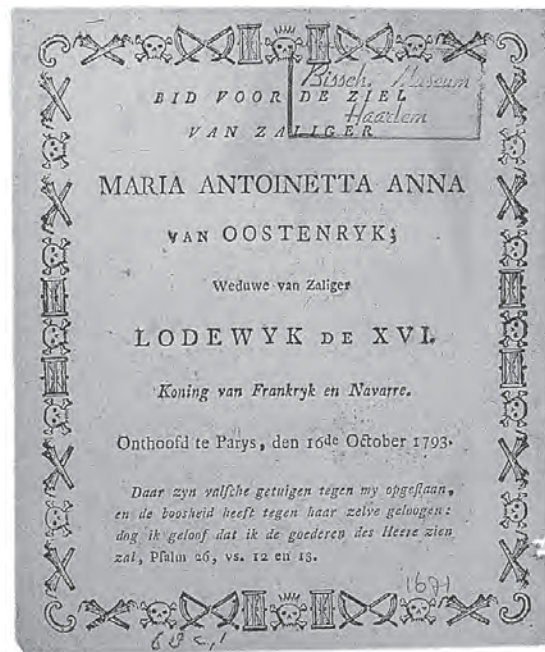 BID VOOR DE ZIEL
Bissch. Museum
Haarlem
VAN ZALIGER
MARIA ANTOINETTA ANNA
VAN OOSTENRYK;
Weduwe van Zaliger
LODEWYK DE XVI.
Koning van Frankryk en Navarre.
Onthoofd te Parys, den 16de October 1793.
Daar zyn valſche getuigen tegen my opgeſtaan,
en de boosheid heeft tegen haar zelve geloogen:
dog ik geloof dat ik de goederen des Heere zien
zal, Pſalm 26, vs. 12 en 13.
1671